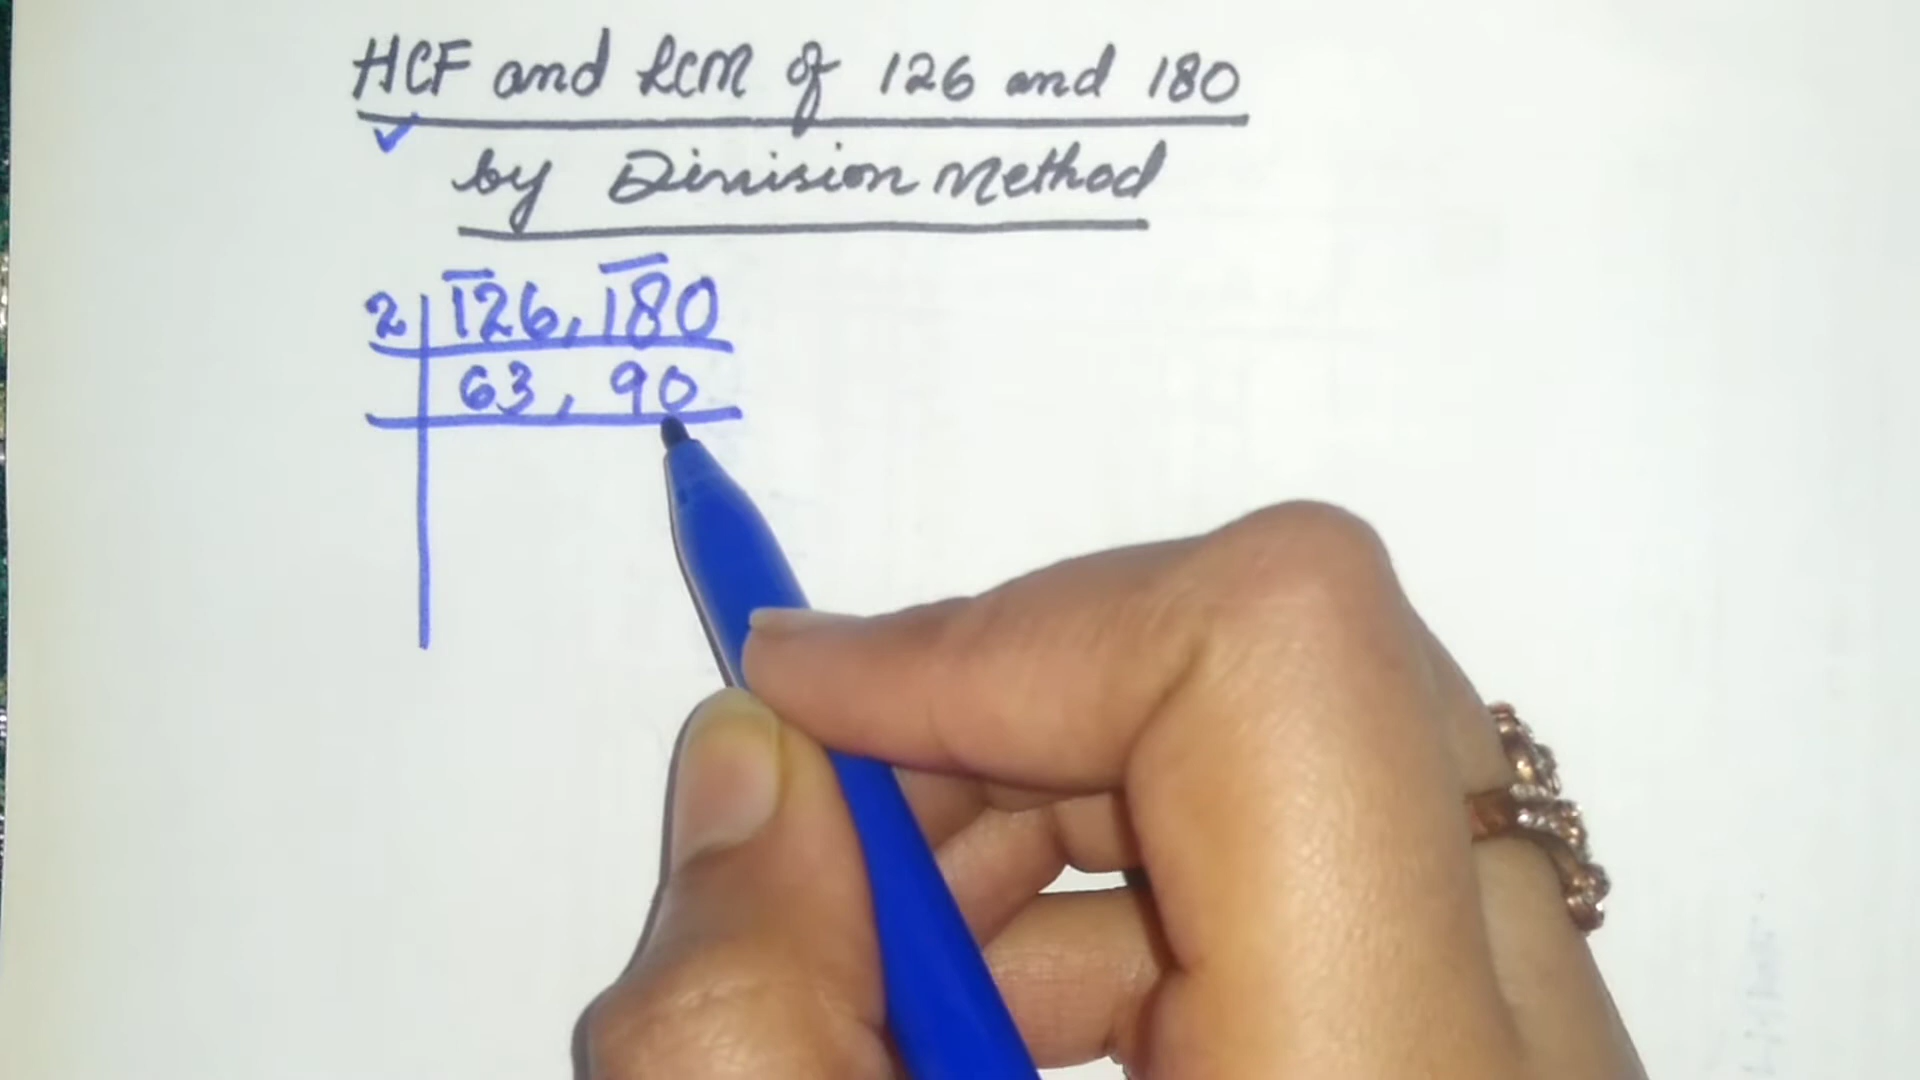 HCF and LCM of 126 and 180
by Division Method
2 126, 180
63, 90